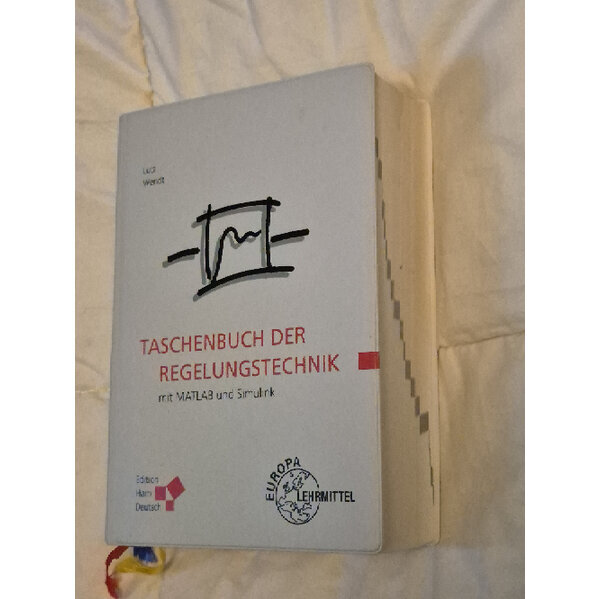 Lutz
Wendt
TASCHENBUCH DER
REGELUNGSTECHNIK
mit MATLAB und Simulink
Edition
Harri
Deutsch
EUROPA
LEHRMITTEL